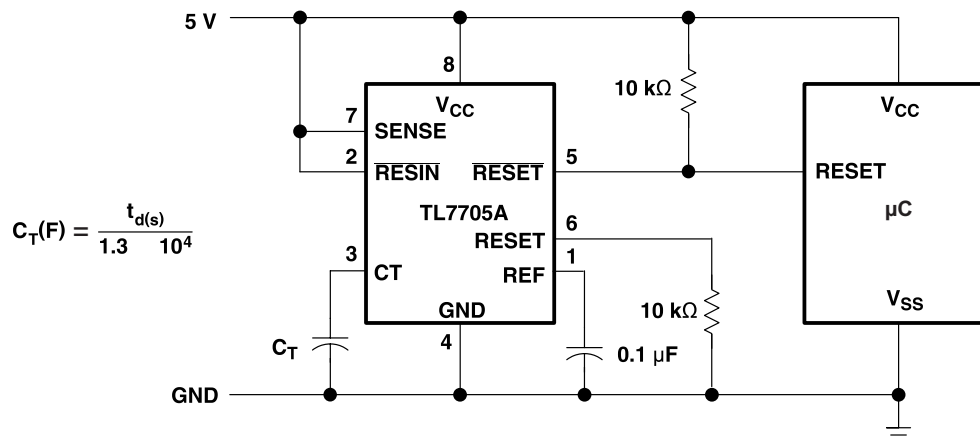 5 V
8
10 kΩ
VCC
VCC
7
SENSE
2
RESIN
RESET
5
RESET
TL7705A
µC
CT(F) = td(s)
1.3 10⁴
RESET
6
3
CT
REF
1
VSS
GND
10 kΩ
4
CT
0.1 µF
GND